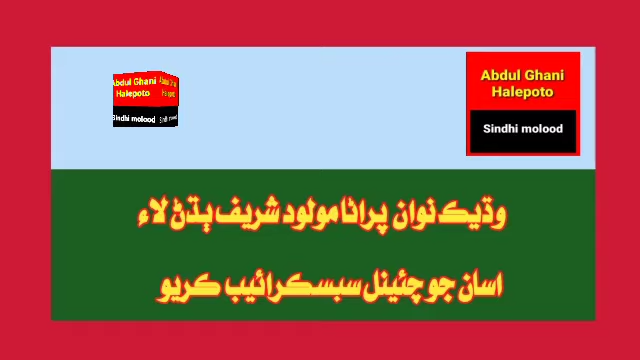 Abdul Ghani
Halepoto
Sindhi molood
Abdul Ghani
Halepoto
Sindhi molood
وڌيڪ نوان پراڻا مولود شريف ٻڌڻ لاءِ
اسان جو چئينل سبسڪرائيب ڪريو